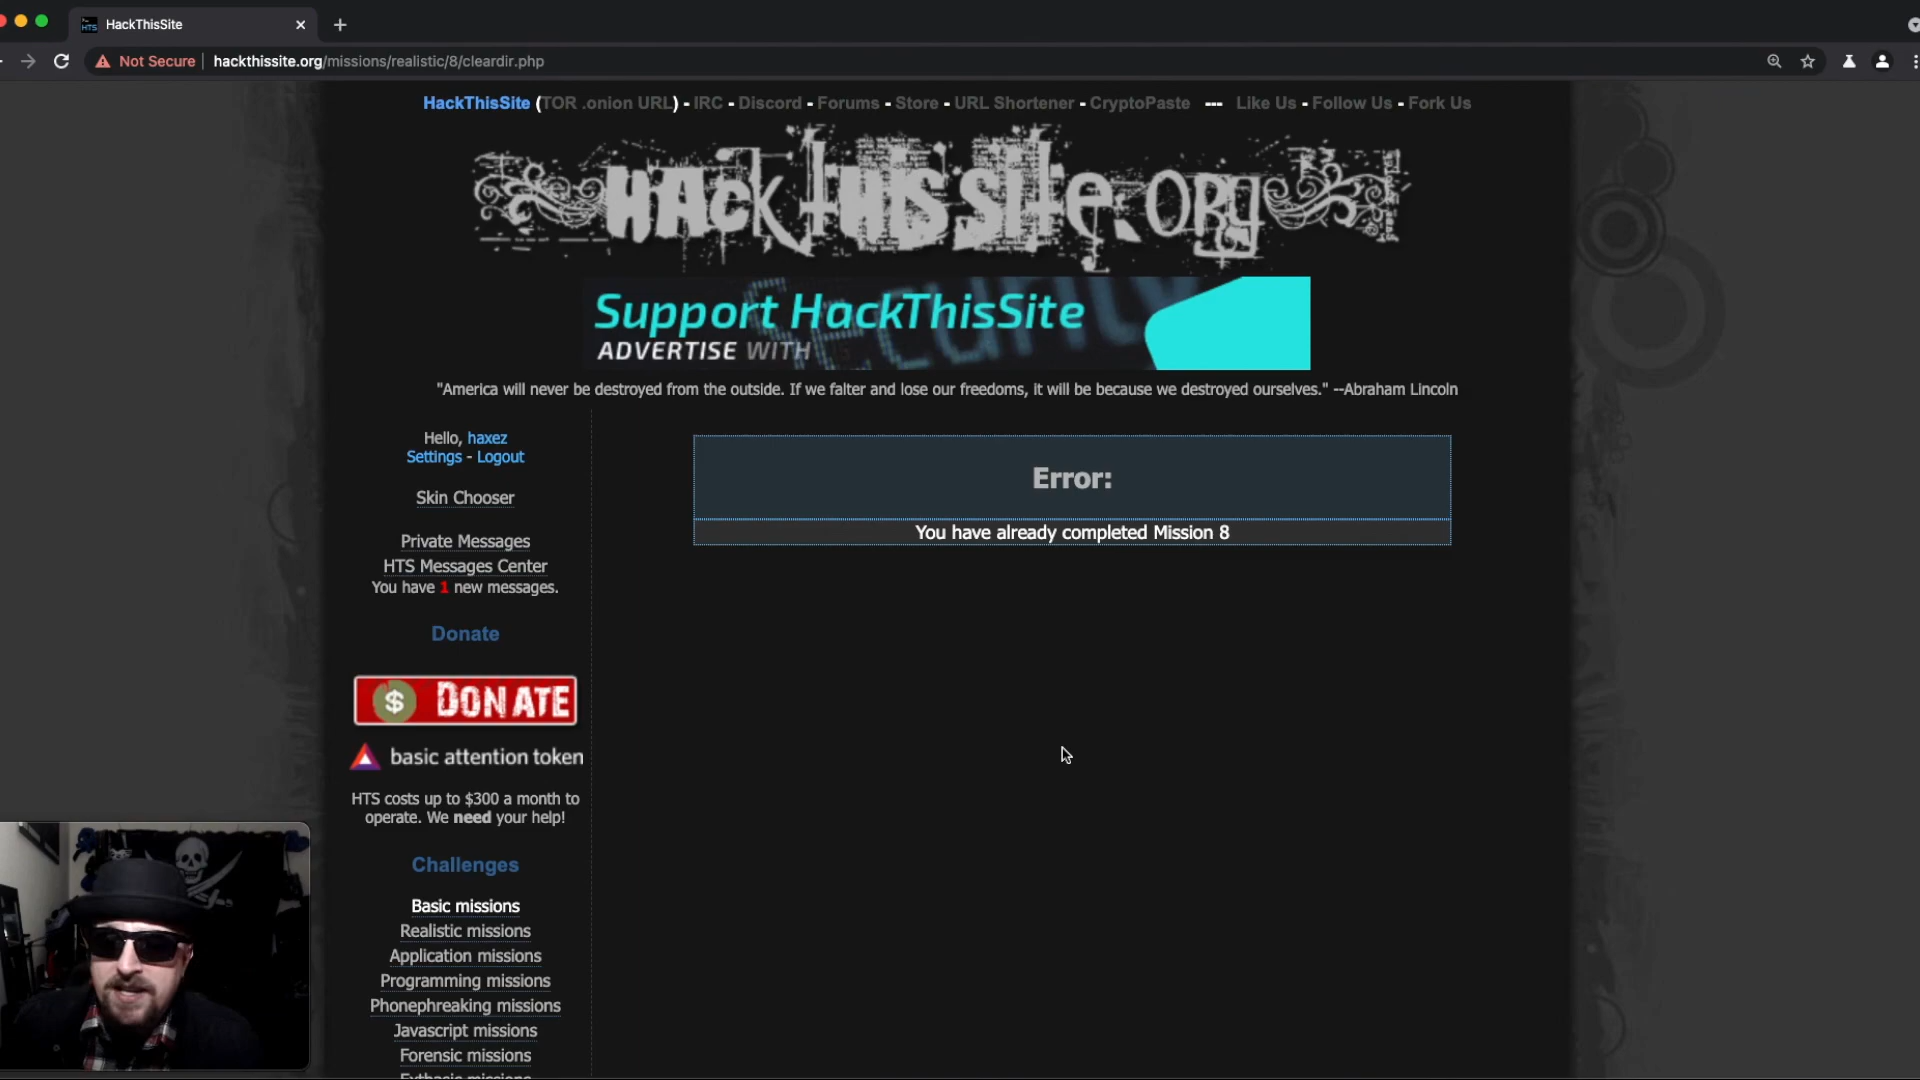 HackThisSite
Not Secure
hackthissite.org/missions/realistic/8/cleardir.php
HackThisSite (TOR .onion URL) - IRC - Discord - Forums - Store - URL Shortener - CryptoPaste --- Like Us - Follow Us - Fork Us
HAck tHIS SitE.ORg
Support HackThisSite
ADVERTISE WITH
"America will never be destroyed from the outside. If we falter and lose our freedoms, it will be because we destroyed ourselves." --Abraham Lincoln
Hello, haxez
Settings - Logout
Skin Chooser
Private Messages
HTS Messages Center
You have 1 new messages.
Donate
$ DONATE
basic attention token
HTS costs up to $300 a month to
operate. We need your help!
Challenges
Basic missions
Realistic missions
Application missions
Programming missions
Phonephreaking missions
Javascript missions
Forensic missions
Error:
You have already completed Mission 8